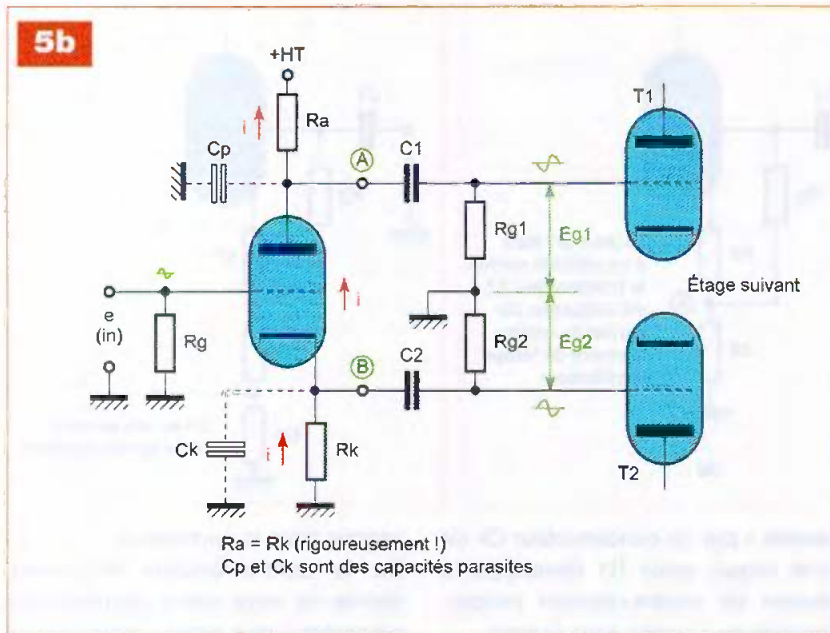 5b
+HT
T1
i
Ra
Cp
A
C1
Rg1
Eg1
e
(in)
Rg
i
Étage suivant
B
C2
Rg2
Eg2
Ck
i
Rk
T2
Ra = Rk (rigoureusement !)
Cp et Ck sont des capacités parasites